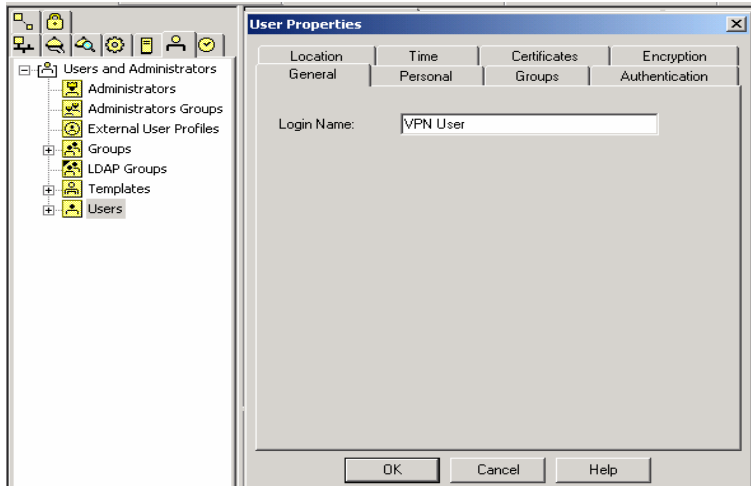 Users and Administrators
Administrators
Administrators Groups
External User Profiles
Groups
LDAP Groups
Templates
Users
User Properties
Location Time Certificates Encryption
General Personal Groups Authentication
Login Name: VPN User
OK Cancel Help